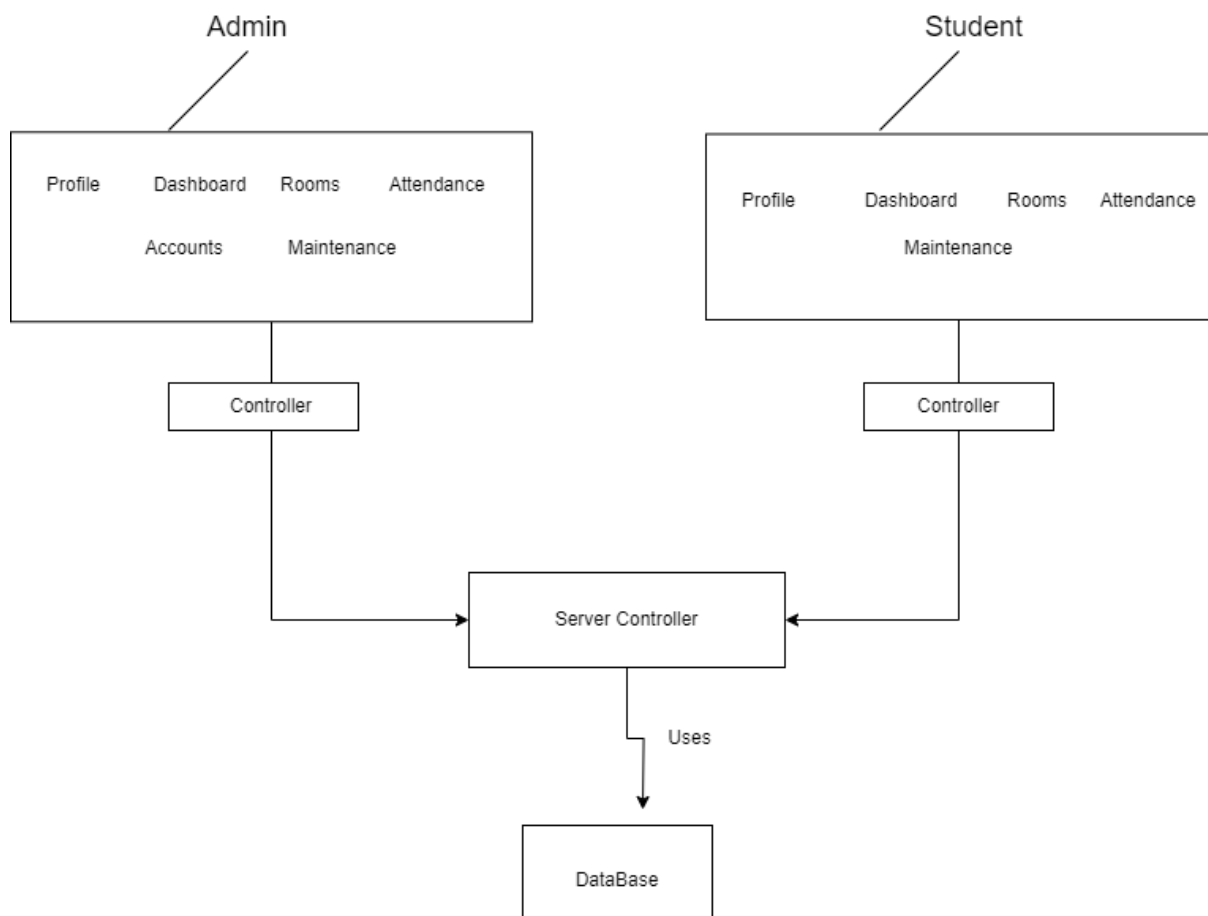 Admin
Student
Profile Dashboard Rooms Attendance
Accounts Maintenance
Profile Dashboard Rooms Attendance
Maintenance
Controller
Controller
Server Controller
Uses
DataBase